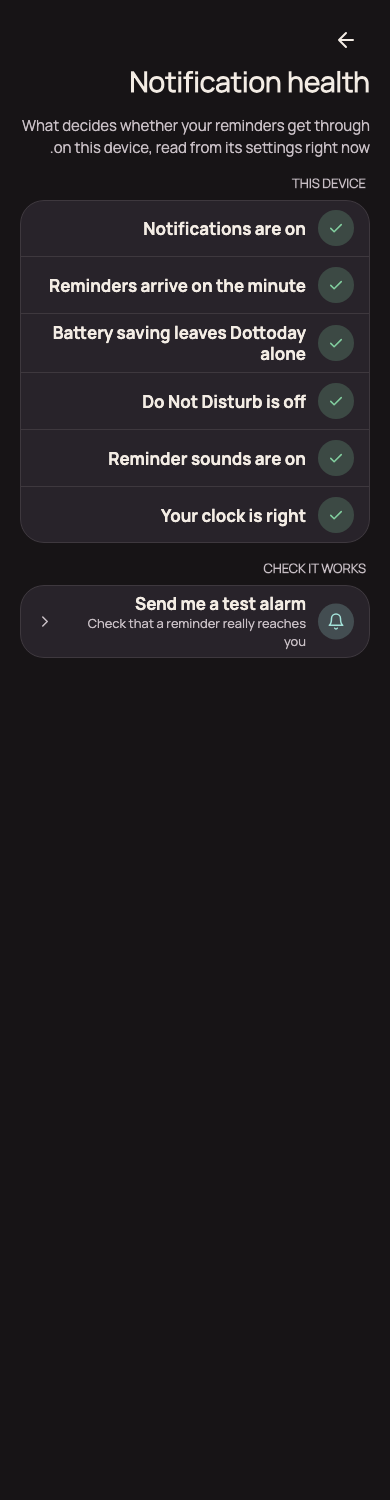 Notification health
What decides whether your reminders get through
on this device, read from its settings right now.
THIS DEVICE
Notifications are on
Reminders arrive on the minute
Battery saving leaves Dottoday
alone
Do Not Disturb is off
Reminder sounds are on
Your clock is right
CHECK IT WORKS
Send me a test alarm
Check that a reminder really reaches
you